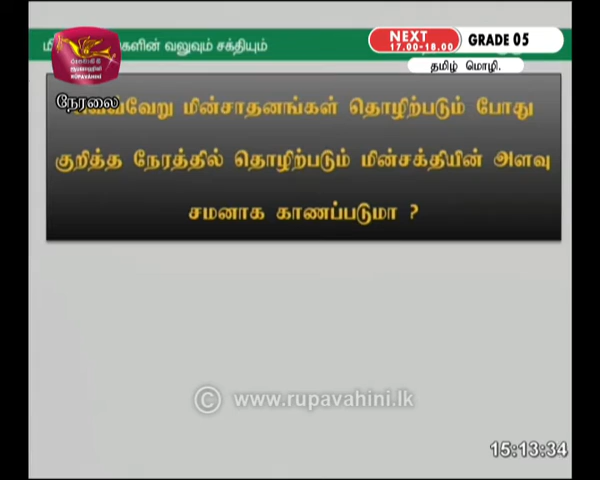 களின் வலுவும் சக்தியும்
NEXT
17.00-18.00
GRADE 05
தமிழ் மொழி.
RUPAVAHINI
நேரலை
மின்சாதனங்கள் தொழிற்படும் போது
குறித்த நேரத்தில் தொழிற்படும் மின்சக்தியின் அளவு
சமனாக காணப்படுமா ?
© www.rupavahini.lk
15:13:34